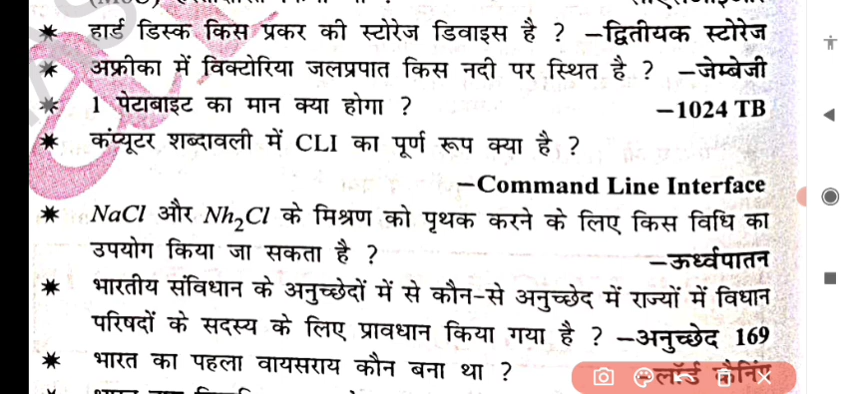 ✷ हार्ड डिस्क किस प्रकर की स्टोरेज डिवाइस है ? –द्वितीयक स्टोरेज
✷ अफ्रीका में विक्टोरिया जलप्रपात किस नदी पर स्थित है ? –जेम्बेजी
✷ 1 पेटाबाइट का मान क्या होगा ? –1024 TB
✷ कंप्यूटर शब्दावली में CLI का पूर्ण रूप क्या है ?
–Command Line Interface
✷ NaCl और Nh₂Cl के मिश्रण को पृथक करने के लिए किस विधि का
उपयोग किया जा सकता है ? –ऊर्ध्वपातन
✷ भारतीय संविधान के अनुच्छेदों में से कौन-से अनुच्छेद में राज्यों में विधान
परिषदों के सदस्य के लिए प्रावधान किया गया है ? –अनुच्छेद 169
✷ भारत का पहला वायसराय कौन बना था ? –लॉर्ड